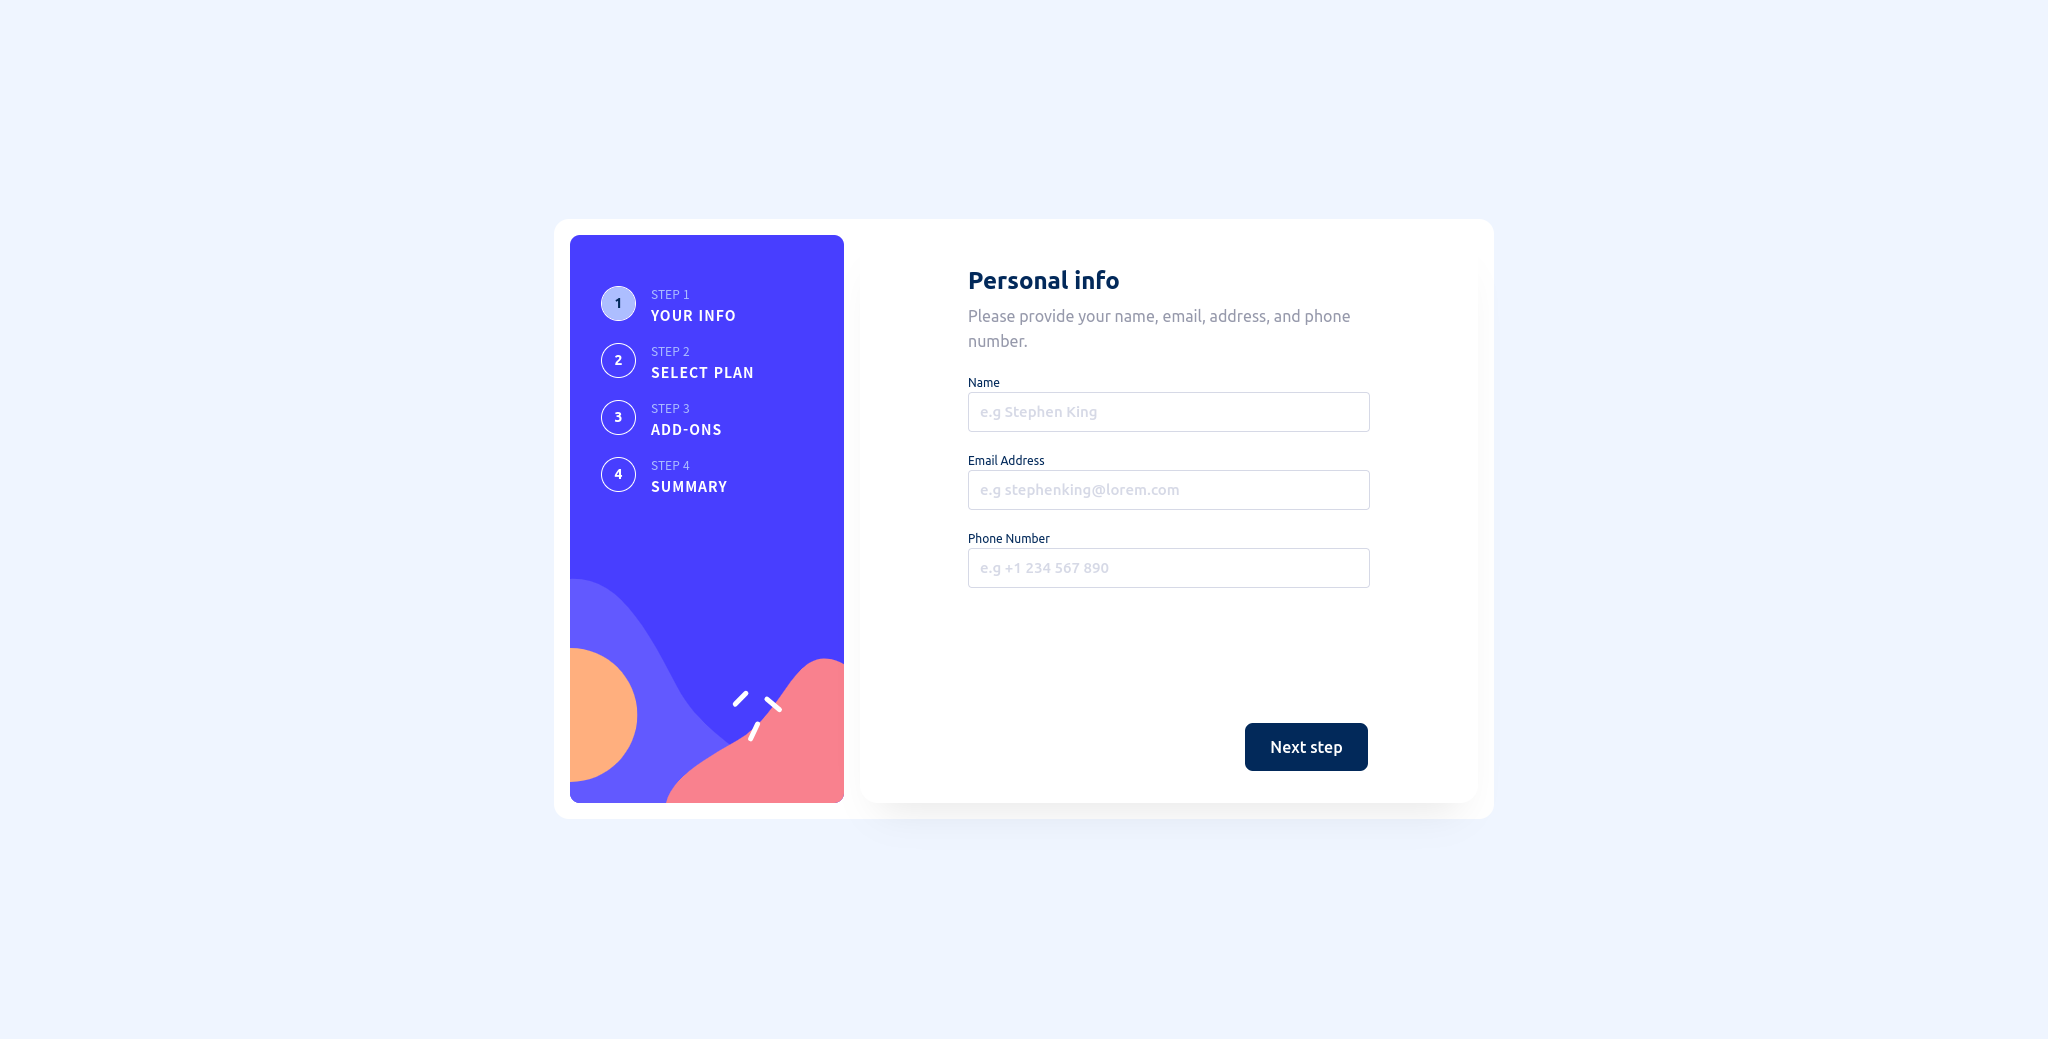 1
STEP 1
YOUR INFO
2
STEP 2
SELECT PLAN
3
STEP 3
ADD-ONS
4
STEP 4
SUMMARY
Personal info
Please provide your name, email, address, and phone
number.
Name
e.g Stephen King
Email Address
e.g stephenking@lorem.com
Phone Number
e.g +1 234 567 890
Next step